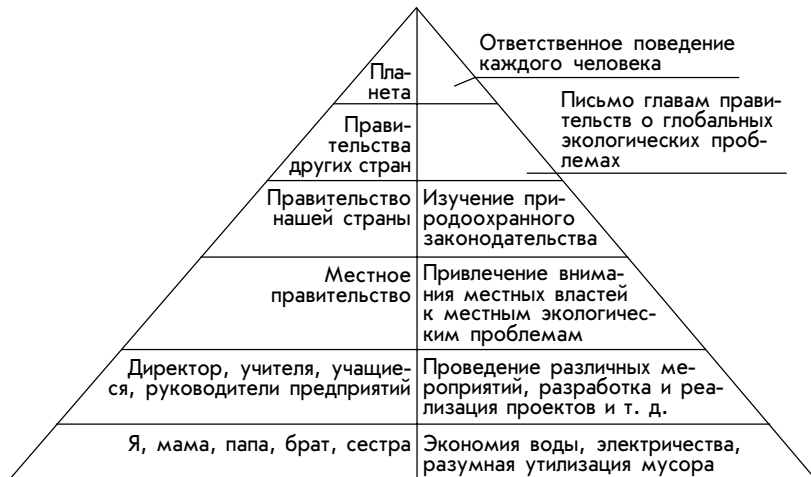 Пла-
нета
Ответственное поведение
каждого человека
Прави-
тельства
других стран
Письмо главам прави-
тельств о глобальных
экологических проб-
лемах
Правительство
нашей страны
Изучение при-
родоохранного
законодательства
Местное
правительство
Привлечение внима-
ния местных властей
к местным экологичес-
ким проблемам
Директор, учителя, учащие-
ся, руководители предприятий
Проведение различных ме-
роприятий, разработка и реа-
лизация проектов и т. д.
Я, мама, папа, брат, сестра
Экономия воды, электричества,
разумная утилизация мусора